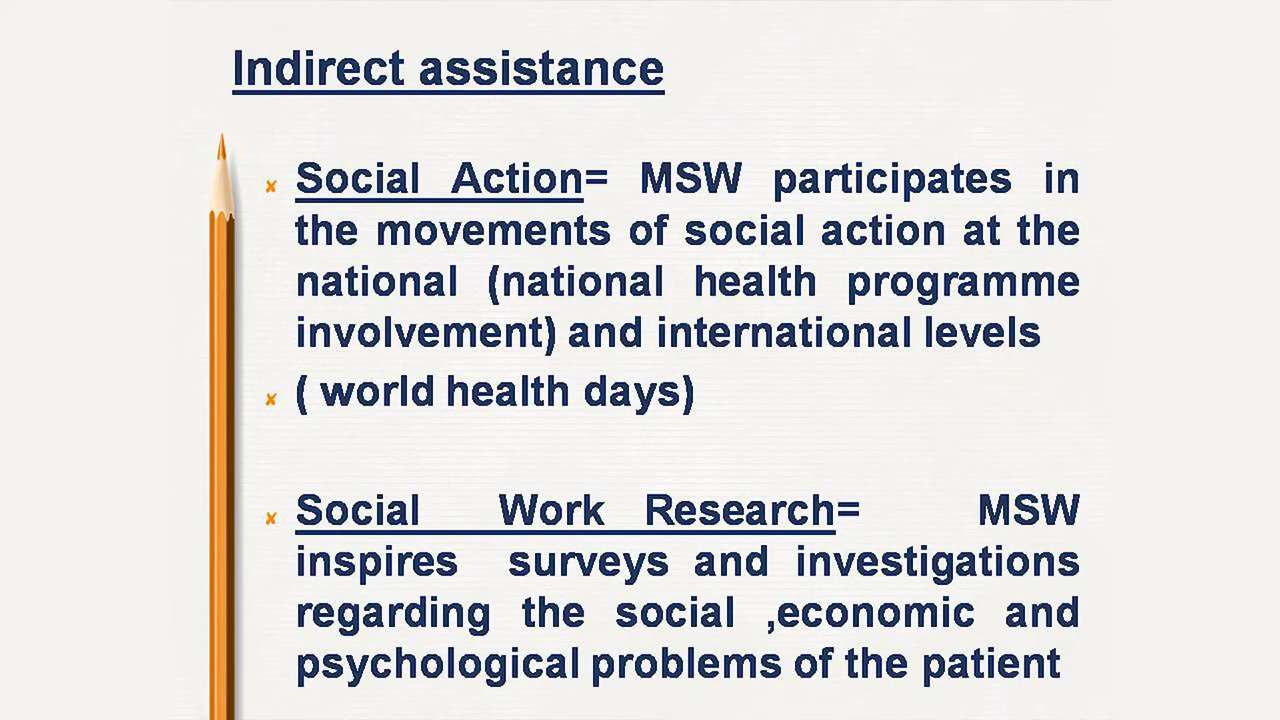 Indirect assistance
Social Action= MSW participates in
the movements of social action at the
national (national health programme
involvement) and international levels
( world health days)
Social Work Research= MSW
inspires surveys and investigations
regarding the social ,economic and
psychological problems of the patient